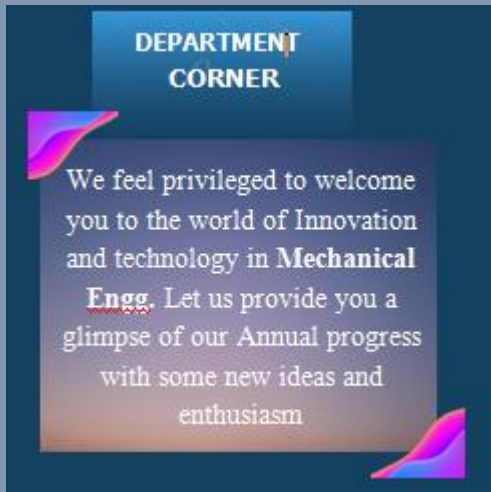 DEPARTMENT
CORNER
We feel privileged to welcome
you to the world of Innovation
and technology in Mechanical
Engg. Let us provide you a
glimpse of our Annual progress
with some new ideas and
enthusiasm